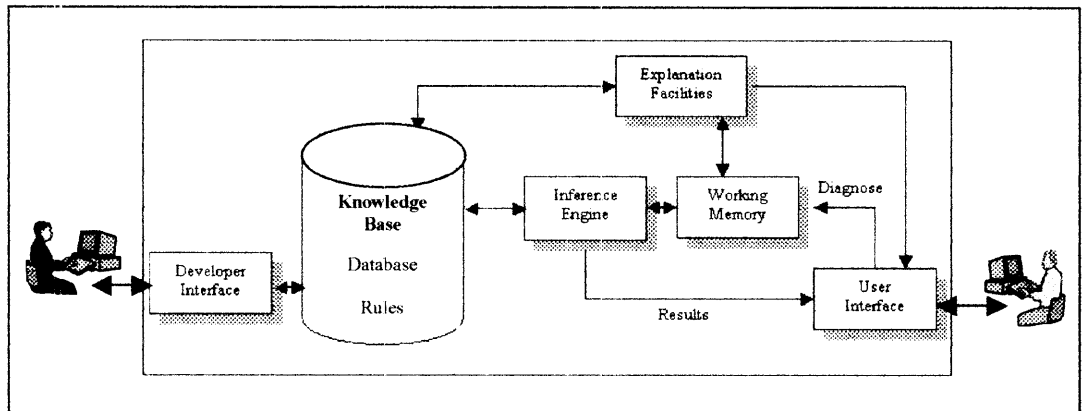 Explanation
Facilities
Knowledge
Base
Database
Rules
Inference
Engine
Working
Memory
Diagnose
Developer
Interface
User
Interface
Results